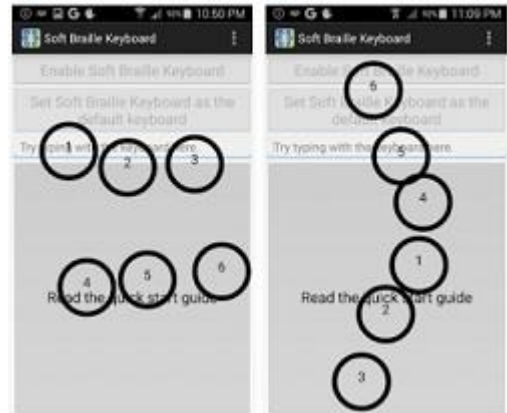 10:50 PM
Soft Braille Keyboard
Enable Soft Braille Keyboard
Set Soft Braille Keyboard as the
default keyboard
Try typing with the keyboard here.
1
2
3
4
5
6
Read the quick start guide
11:09 PM
Soft Braille Keyboard
Enable Soft Braille Keyboard
Set Soft Braille Keyboard as the
default keyboard
Try typing with the keyboard here.
6
5
4
1
Read the quick start guide
2
3